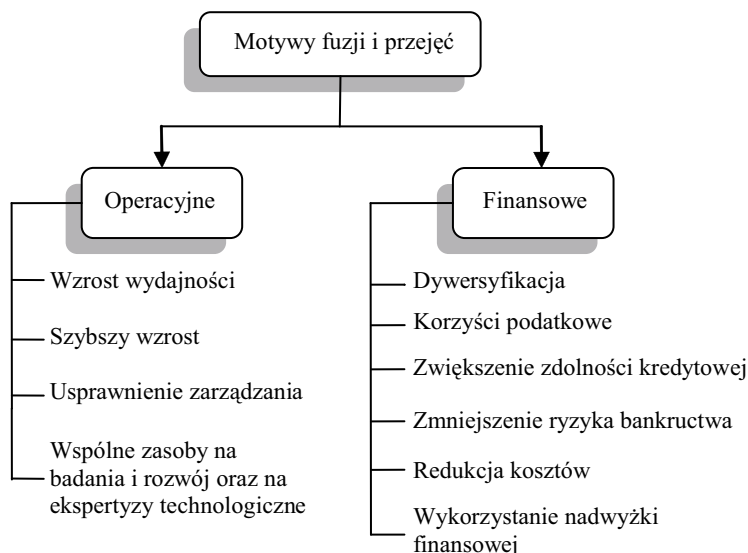 Motywy fuzji i przejęć
Operacyjne
Wzrost wydajności
Szybszy wzrost
Usprawnienie zarządzania
Wspólne zasoby na
badania i rozwój oraz na
ekspertyzy technologiczne
Finansowe
Dywersyfikacja
Korzyści podatkowe
Zwiększenie zdolności kredytowej
Zmniejszenie ryzyka bankructwa
Redukcja kosztów
Wykorzystanie nadwyżki
finansowej